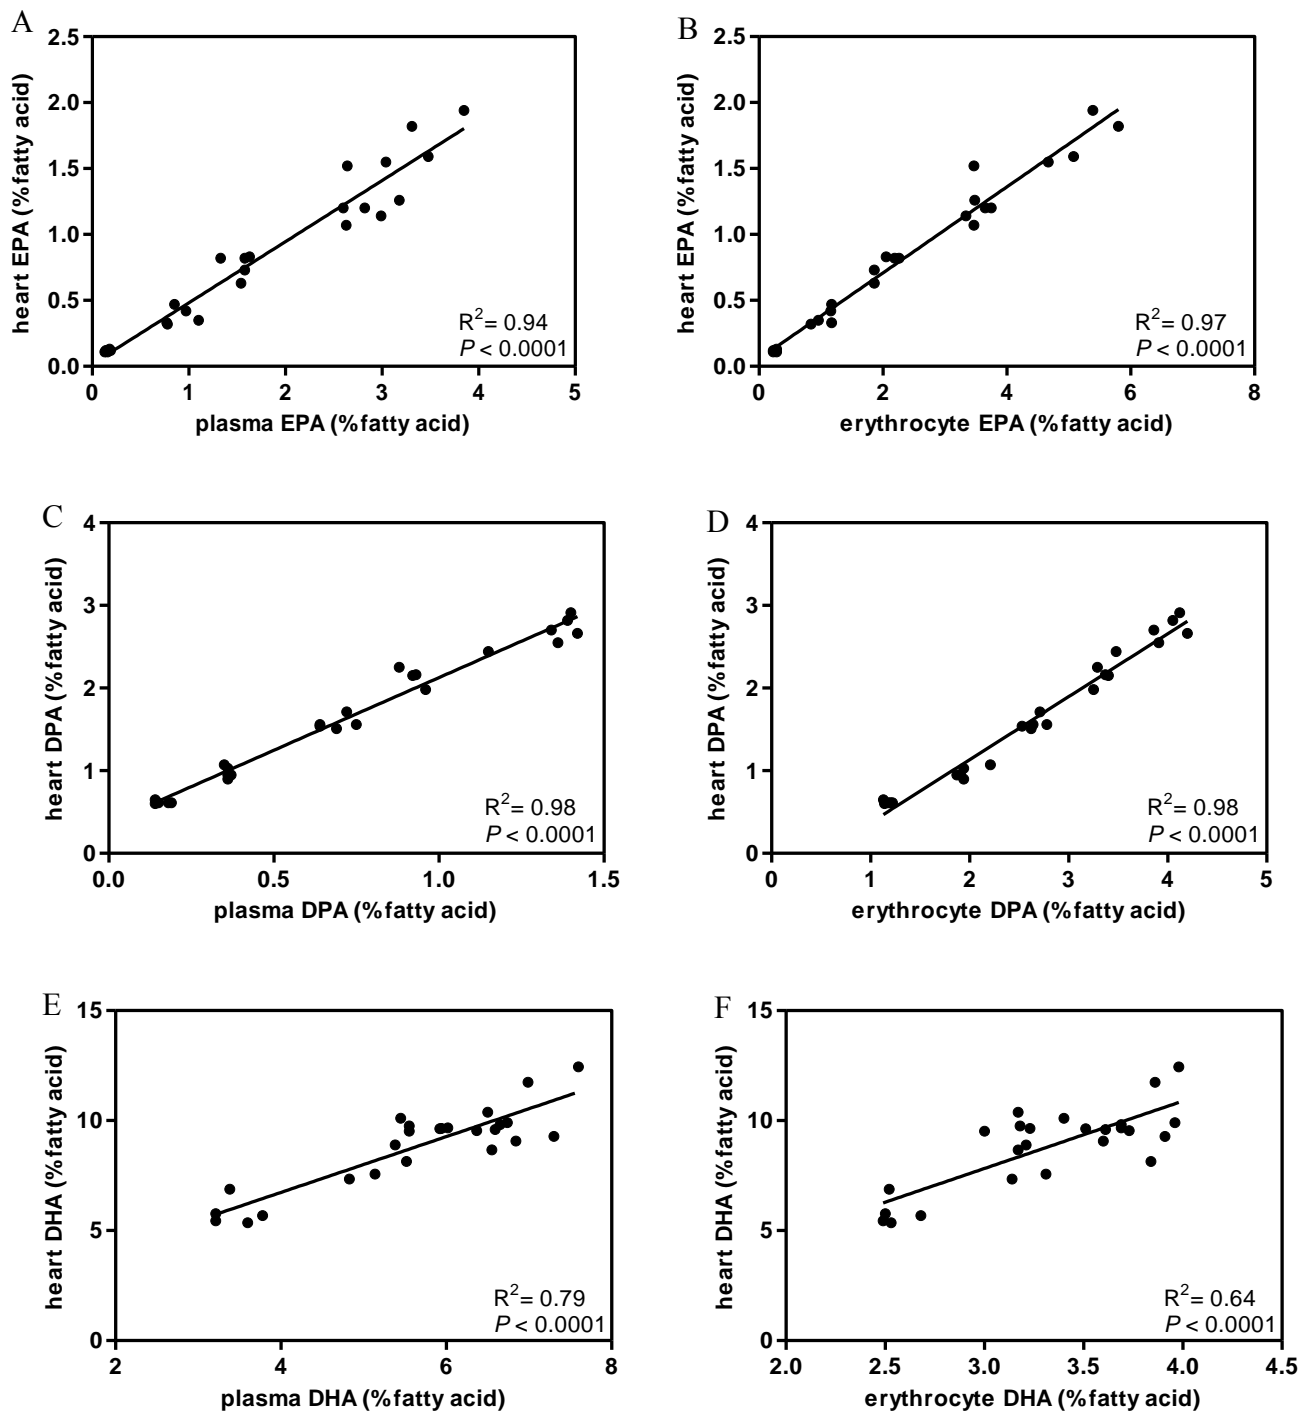 A
2.5
2.0
1.5
1.0
0.5
0.0
heart EPA (%fatty acid)
R²= 0.94
P < 0.0001
0 1 2 3 4 5
plasma EPA (%fatty acid)
B
2.5
2.0
1.5
1.0
0.5
0.0
heart EPA (%fatty acid)
R²= 0.97
P < 0.0001
0 2 4 6 8
erythrocyte EPA (%fatty acid)
C
4
3
2
1
0
heart DPA (%fatty acid)
R²= 0.98
P < 0.0001
0.0 0.5 1.0 1.5
plasma DPA (%fatty acid)
D
4
3
2
1
0
heart DPA (%fatty acid)
R²= 0.98
P < 0.0001
0 1 2 3 4 5
erythrocyte DPA (%fatty acid)
E
15
10
5
0
heart DHA (%fatty acid)
R²= 0.79
P < 0.0001
2 4 6 8
plasma DHA (%fatty acid)
F
15
10
5
0
heart DHA (%fatty acid)
R²= 0.64
P < 0.0001
2.0 2.5 3.0 3.5 4.0 4.5
erythrocyte DHA (%fatty acid)